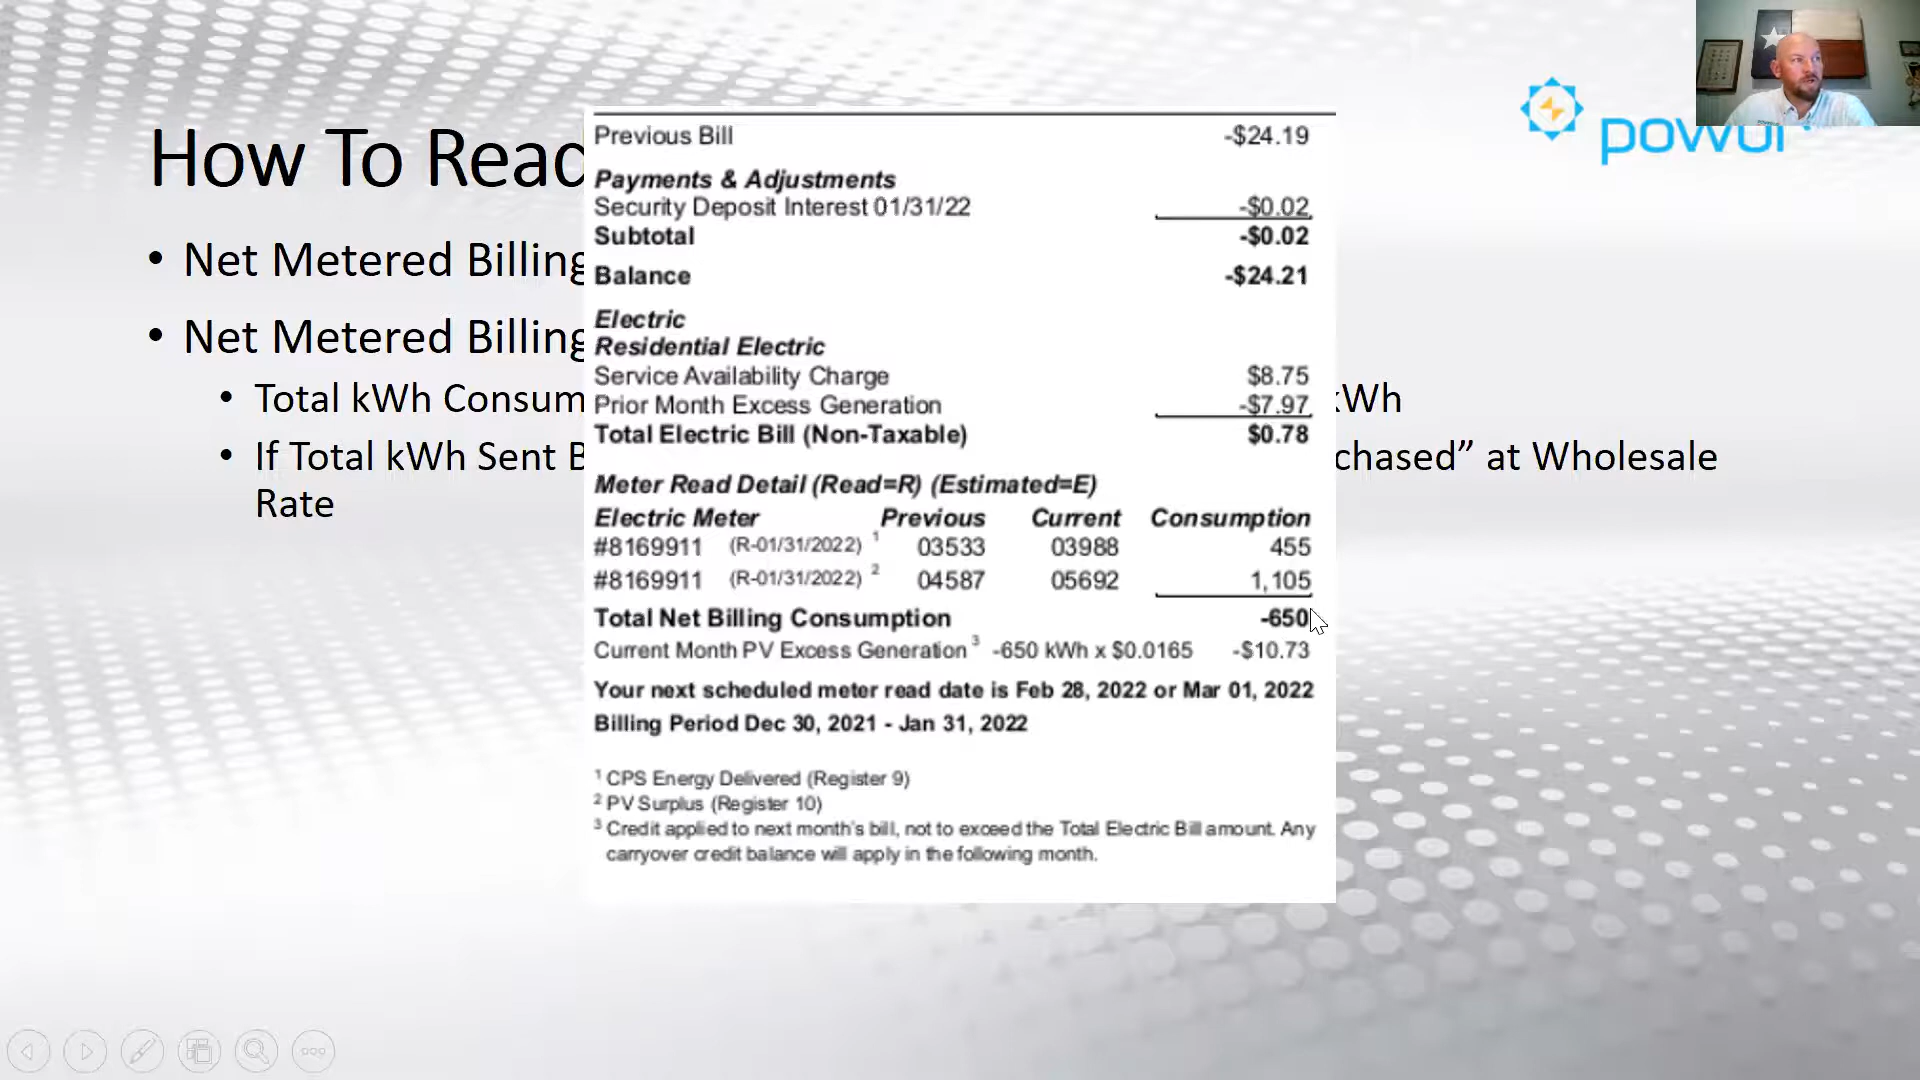 How To Read
powur
• Net Metered Billing
• Net Metered Billing
• Total kWh Consum kWh
• If Total kWh Sent B chased” at Wholesale
Rate
Previous Bill -$24.19
Payments & Adjustments
Security Deposit Interest 01/31/22 -$0.02
Subtotal -$0.02
Balance -$24.21
Electric
Residential Electric
Service Availability Charge $8.75
Prior Month Excess Generation -$7.97
Total Electric Bill (Non-Taxable) $0.78
Meter Read Detail (Read=R) (Estimated=E)
Electric Meter Previous Current Consumption
#8169911 (R-01/31/2022) 1 03533 03988 455
#8169911 (R-01/31/2022) 2 04587 05692 1,105
Total Net Billing Consumption -650
Current Month PV Excess Generation 3 -650 kWh x $0.0165 -$10.73
Your next scheduled meter read date is Feb 28, 2022 or Mar 01, 2022
Billing Period Dec 30, 2021 - Jan 31, 2022
1 CPS Energy Delivered (Register 9)
2 PV Surplus (Register 10)
3 Credit applied to next month's bill, not to exceed the Total Electric Bill amount. Any
carryover credit balance will apply in the following month.